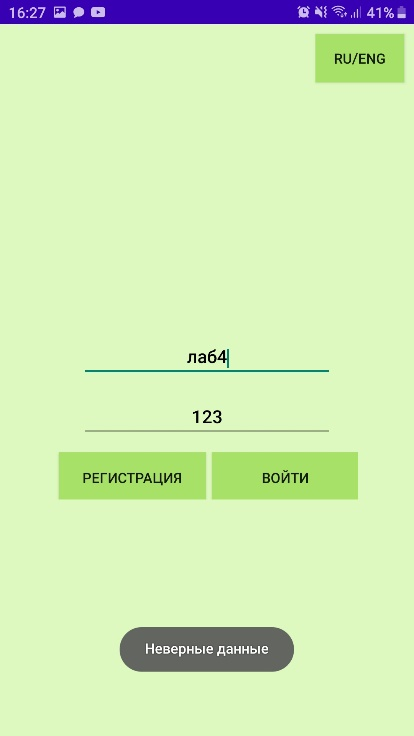 16:27 41%
RU/ENG
лаб4
123
РЕГИСТРАЦИЯ ВОЙТИ
Неверные данные